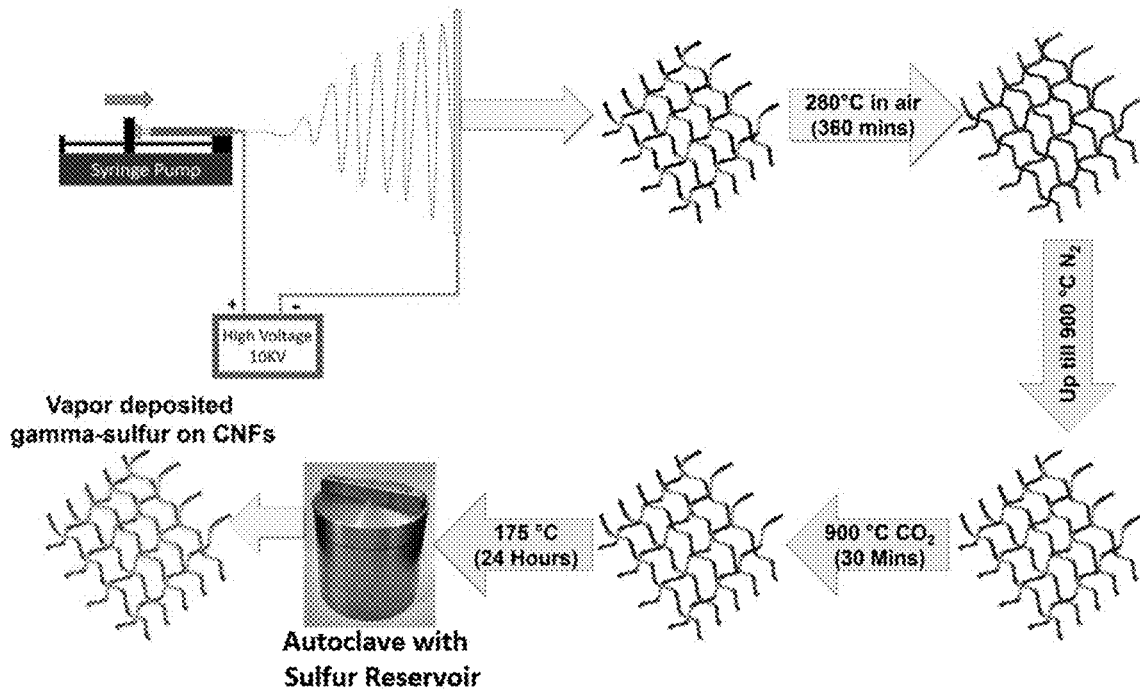 Syringe Pump
+
-
High Voltage
10KV
280°C in air
(360 mins)
Up till 900 °C N₂
900 °C CO₂
(30 Mins)
175 °C
(24 Hours)
Autoclave with
Sulfur Reservoir
Vapor deposited
gamma-sulfur on CNFs